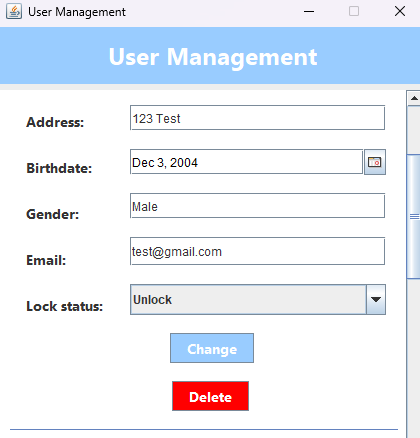 User Management
User Management
Address: 123 Test
Birthdate: Dec 3, 2004
Gender: Male
Email: test@gmail.com
Lock status: Unlock
Change
Delete